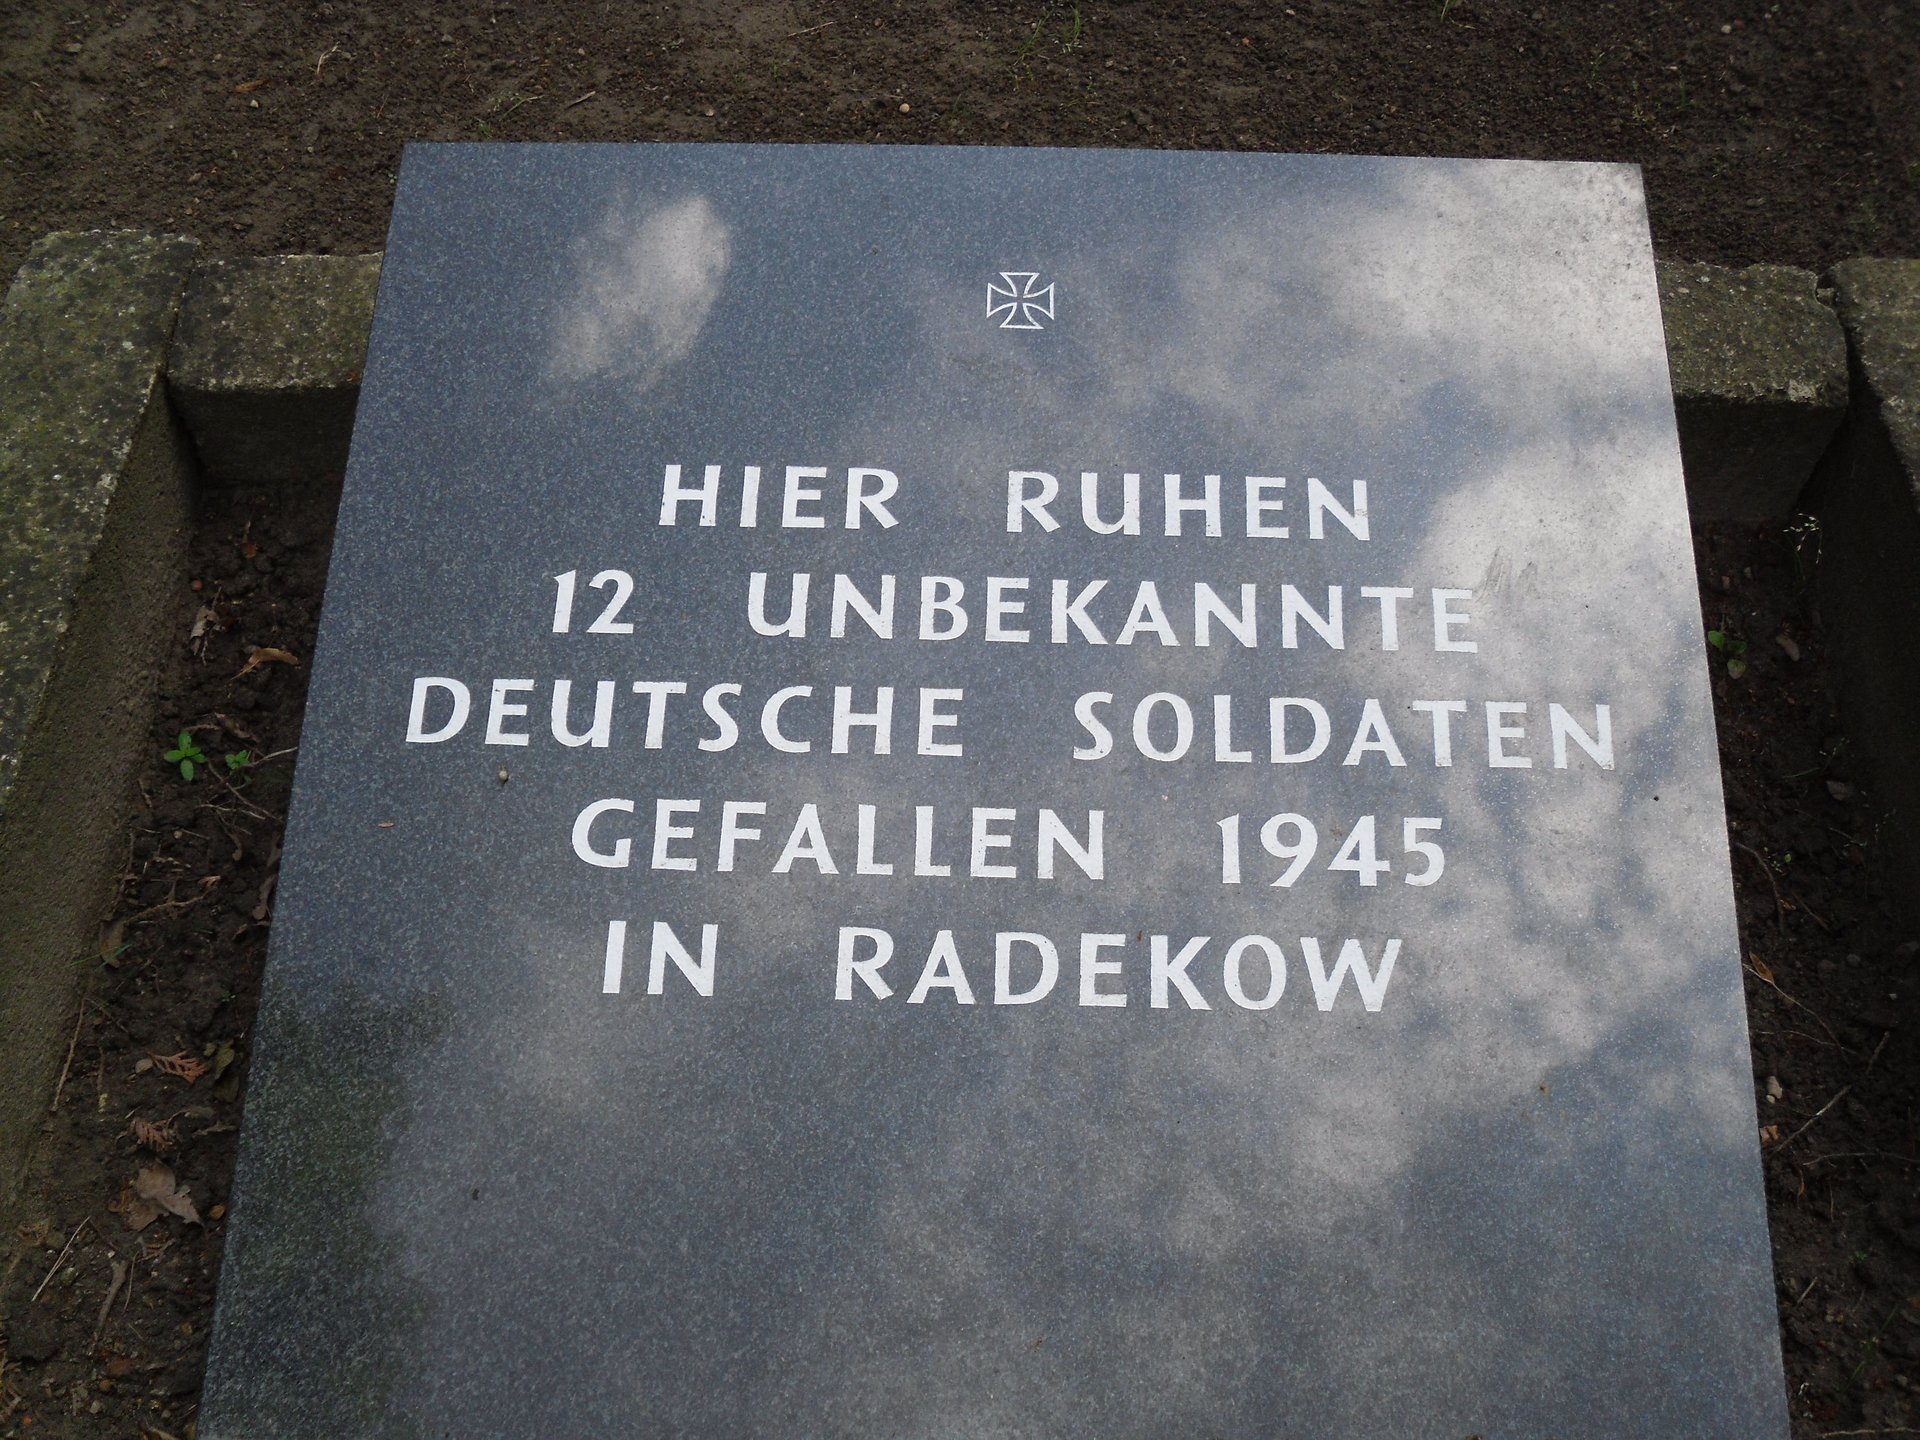 HIER RUHEN
12 UNBEKANNTE
DEUTSCHE SOLDATEN
GEFALLEN 1945
IN RADEKOW